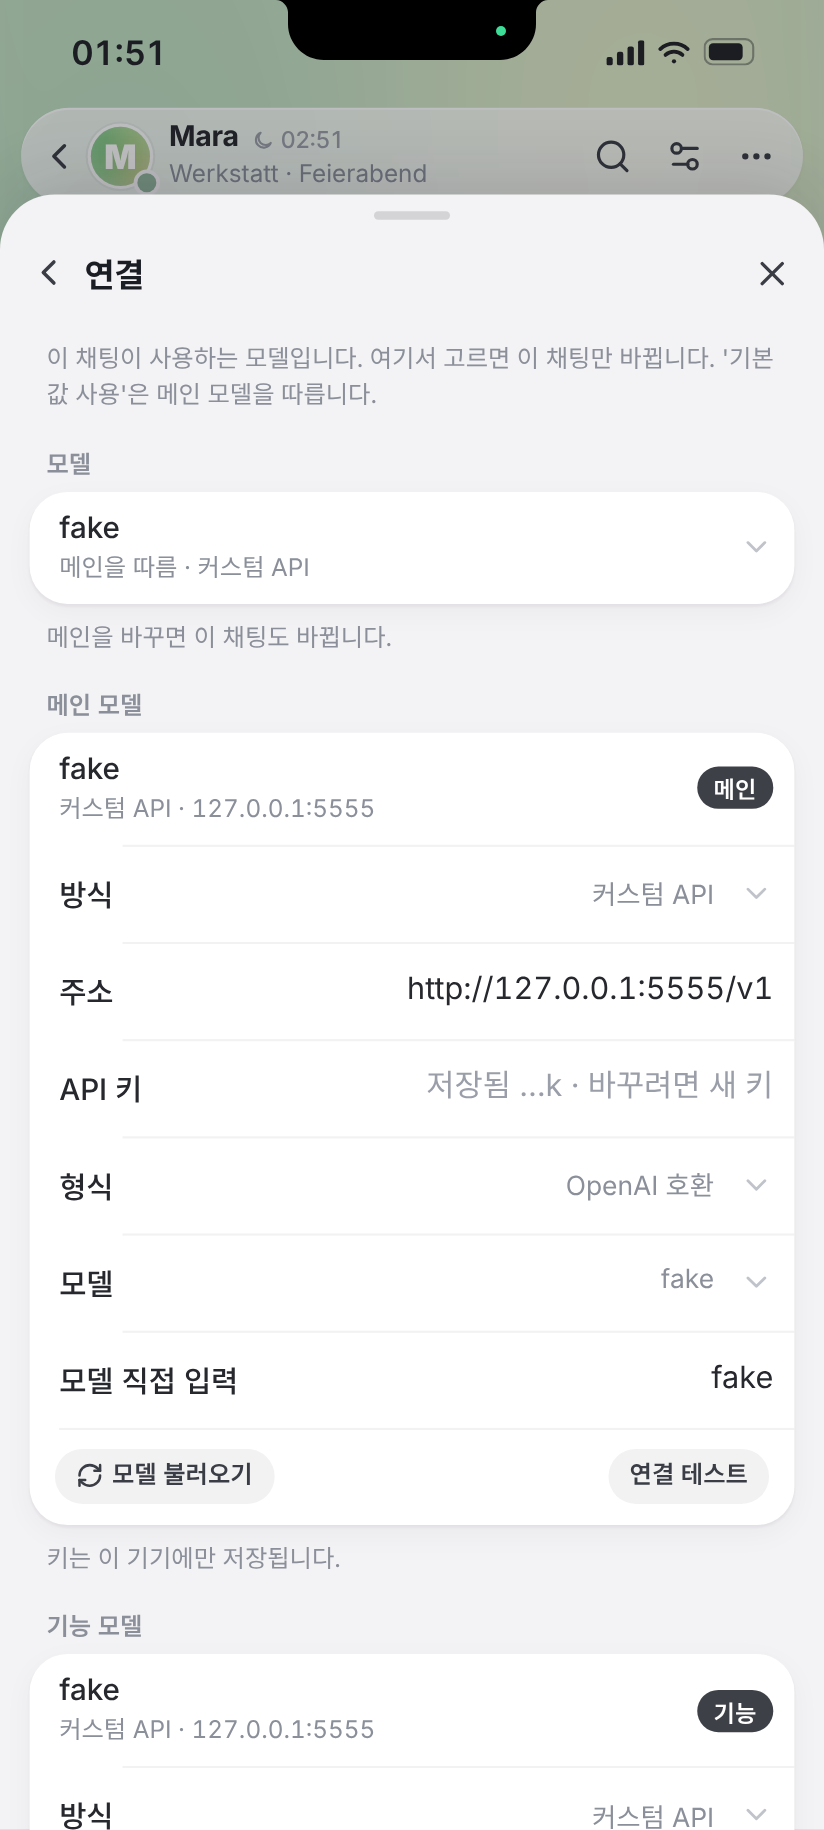 01:51
M
Mara 02:51
Werkstatt · Feierabend
연결
이 채팅이 사용하는 모델입니다. 여기서 고르면 이 채팅만 바뀝니다. '기본
값 사용'은 메인 모델을 따릅니다.
모델
fake
메인을 따름 · 커스텀 API
메인을 바꾸면 이 채팅도 바뀝니다.
메인 모델
fake
커스텀 API · 127.0.0.1:5555
메인
방식 커스텀 API
주소 http://127.0.0.1:5555/v1
API 키 저장됨 ...k · 바꾸려면 새 키
형식 OpenAI 호환
모델 fake
모델 직접 입력 fake
모델 불러오기 연결 테스트
키는 이 기기에만 저장됩니다.
기능 모델
fake
커스텀 API · 127.0.0.1:5555
기능
방식 커스텀 API